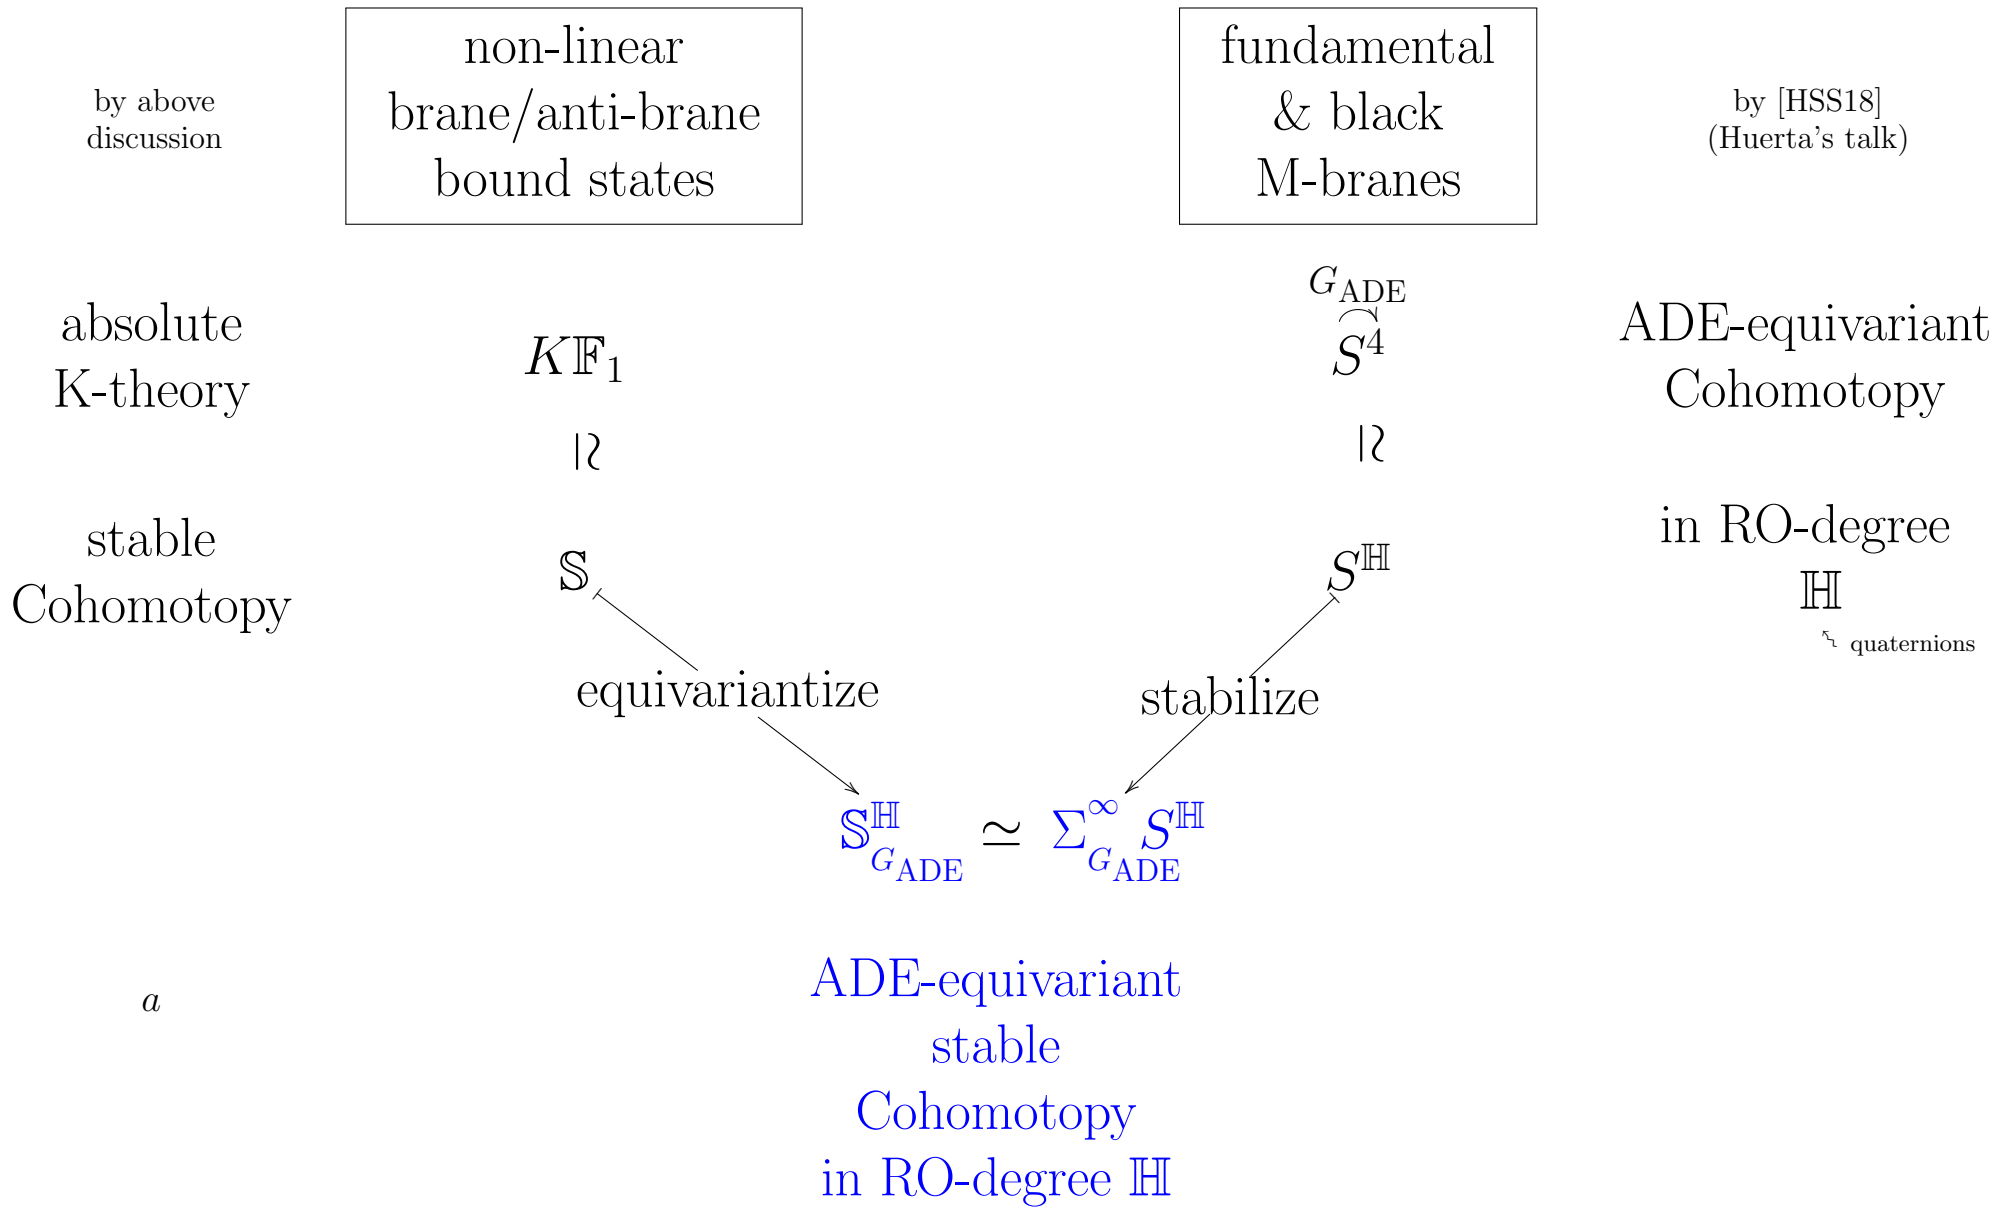 by above
discussion
non-linear
brane/anti-brane
bound states
fundamental
& black
M-branes
by [HSS18]
(Huerta's talk)
absolute
K-theory
K𝔽₁
G_ADE
S⁴
ADE-equivariant
Cohomotopy
≃
≃
stable
Cohomotopy
𝕊
S^ℍ
in RO-degree
ℍ
quaternions
equivariantize
stabilize
𝕊^ℍ_{G_ADE} ≃ Σ^∞_{G_ADE} S^ℍ
a
ADE-equivariant
stable
Cohomotopy
in RO-degree ℍ